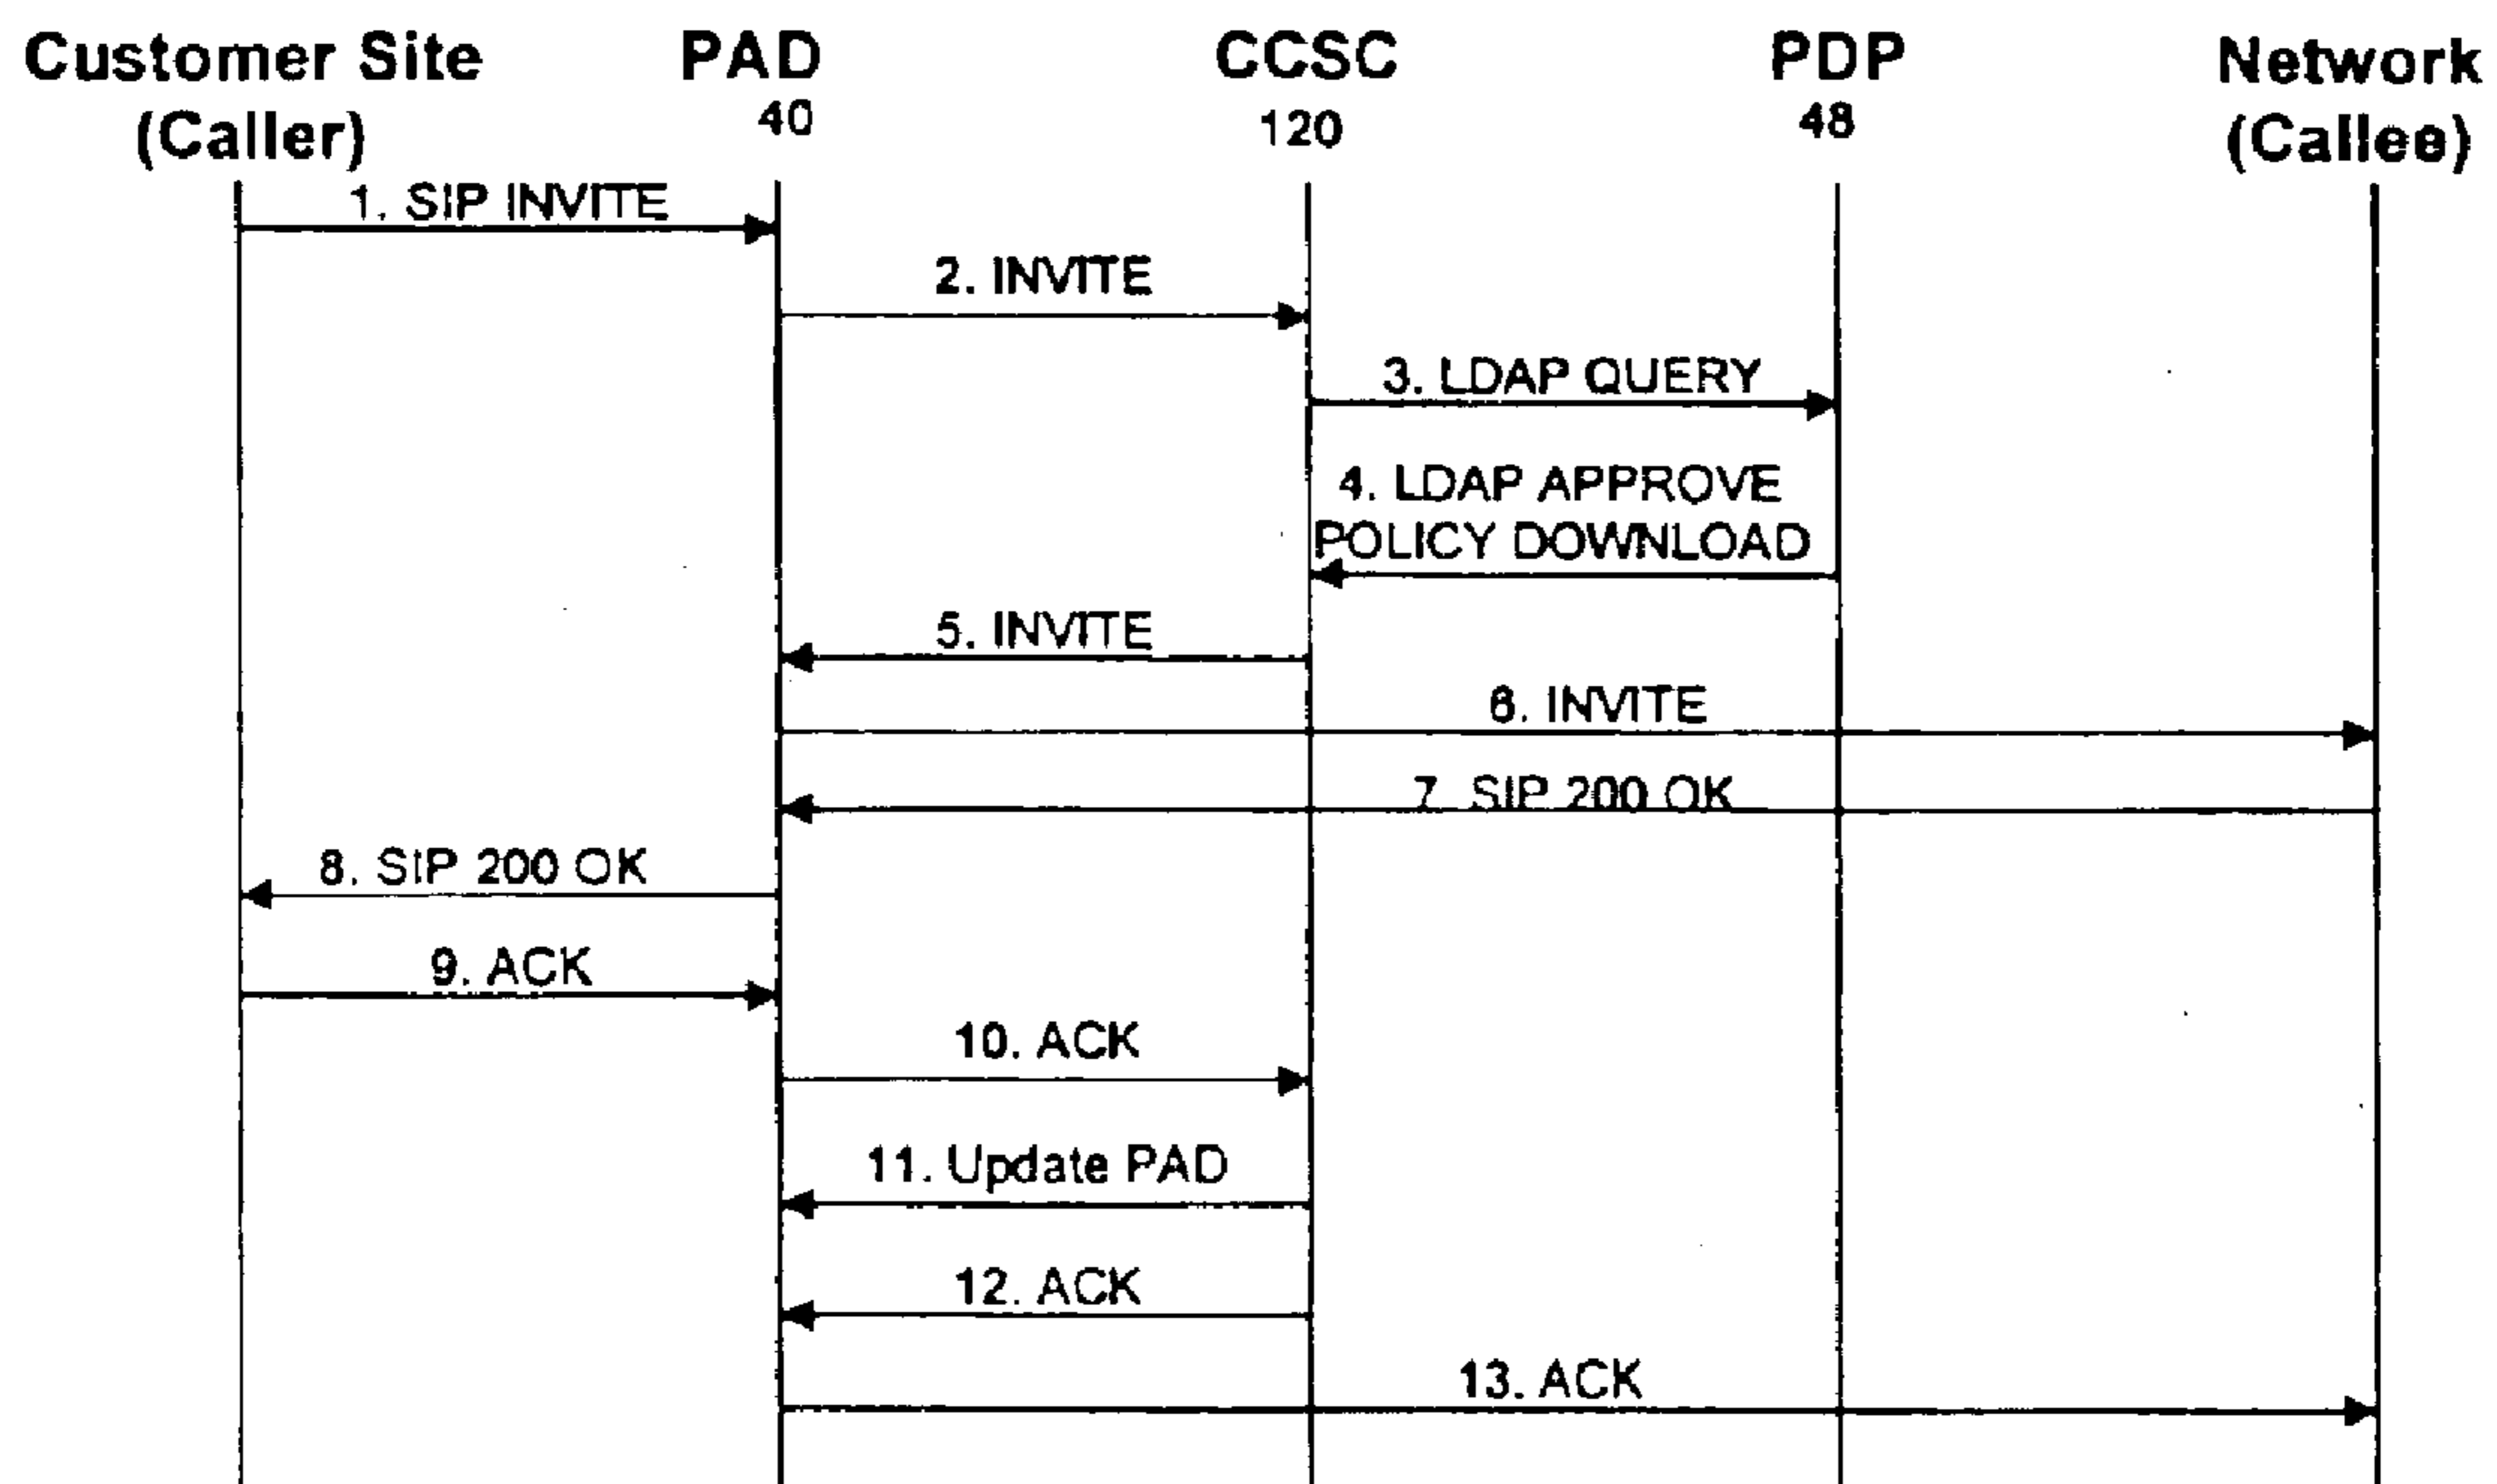 Customer Site
(Caller)
PAD
40
CCSC
120
PDP
48
Network
(Callee)
1. SIP INVITE
2. INVITE
3. LDAP QUERY
4. LDAP APPROVE
POLICY DOWNLOAD
5. INVITE
6. INVITE
7. SIP 200 OK
8. SIP 200 OK
9. ACK
10. ACK
11. Update PAD
12. ACK
13. ACK